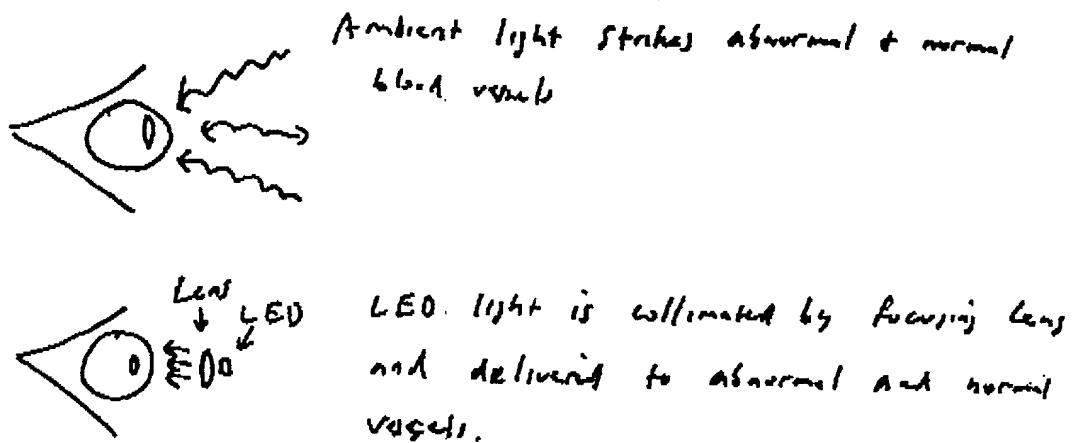 Ambient light strikes abnormal & normal
blood vessels
Lens
LED
LED light is collimated by focusing lens
and delivered to abnormal and normal
vessels.